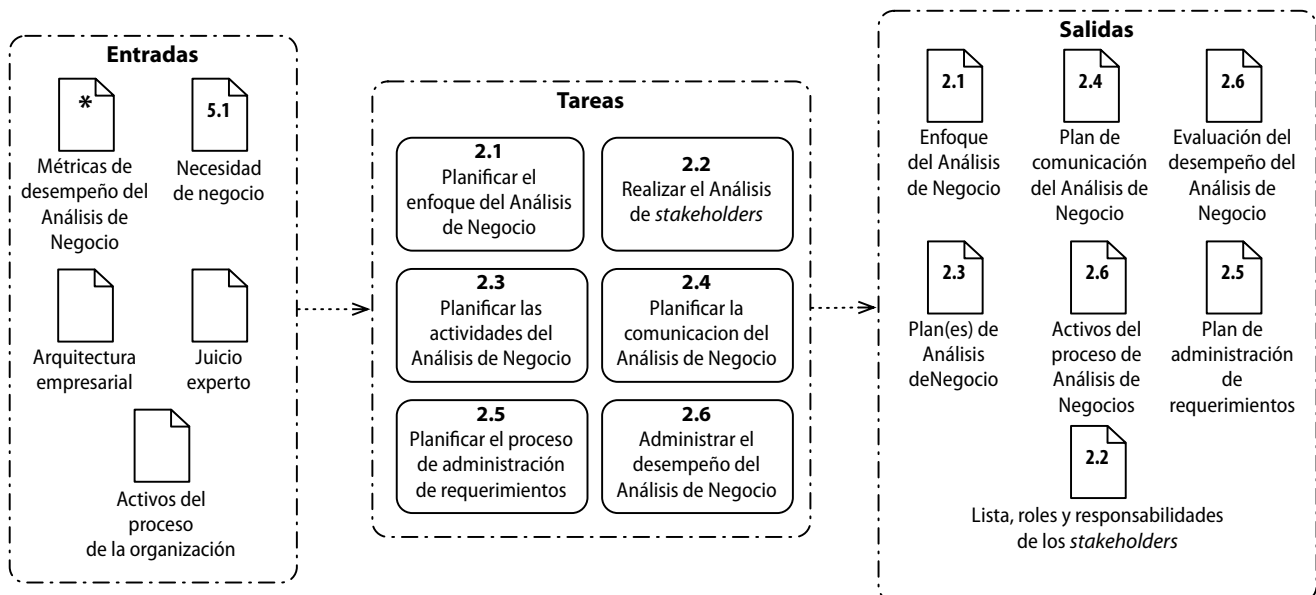 Entradas
*
Métricas de
desempeño del
Análisis de
Negocio
5.1
Necesidad
de negocio
Arquitectura
empresarial
Juicio
experto
Activos del
proceso
de la organización
Tareas
2.1
Planificar el
enfoque del Análisis
de Negocio
2.2
Realizar el Análisis
de stakeholders
2.3
Planificar las
actividades del
Análisis de Negocio
2.4
Planificar la
comunicacion del
Análisis de Negocio
2.5
Planificar el proceso
de administración
de requerimientos
2.6
Administrar el
desempeño del
Análisis de Negocio
Salidas
2.1
Enfoque
del Análisis
de Negocio
2.4
Plan de
comunicación
del Análisis de
Negocio
2.6
Evaluación del
desempeño del
Análisis de
Negocio
2.3
Plan(es) de
Análisis
deNegocio
2.6
Activos del
proceso de
Análisis de
Negocios
2.5
Plan de
administración
de
requerimientos
2.2
Lista, roles y responsabilidades
de los stakeholders